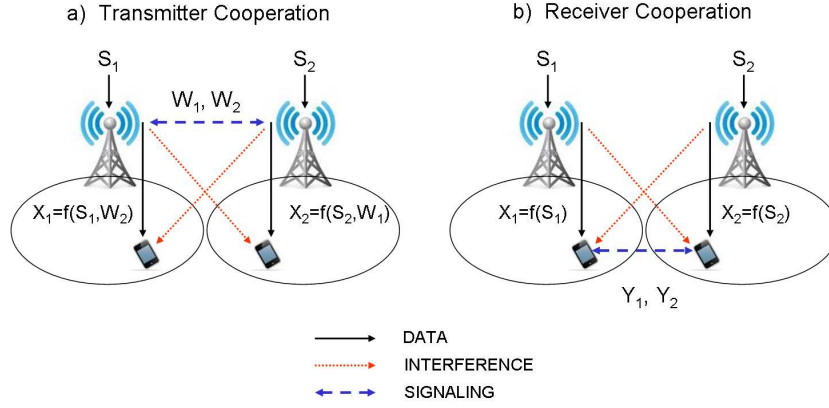 a) Transmitter Cooperation
b) Receiver Cooperation
S1
S2
S1
S2
W1, W2
X1=f(S1,W2)
X2=f(S2,W1)
X1=f(S1)
X2=f(S2)
Y1, Y2
DATA
INTERFERENCE
SIGNALING